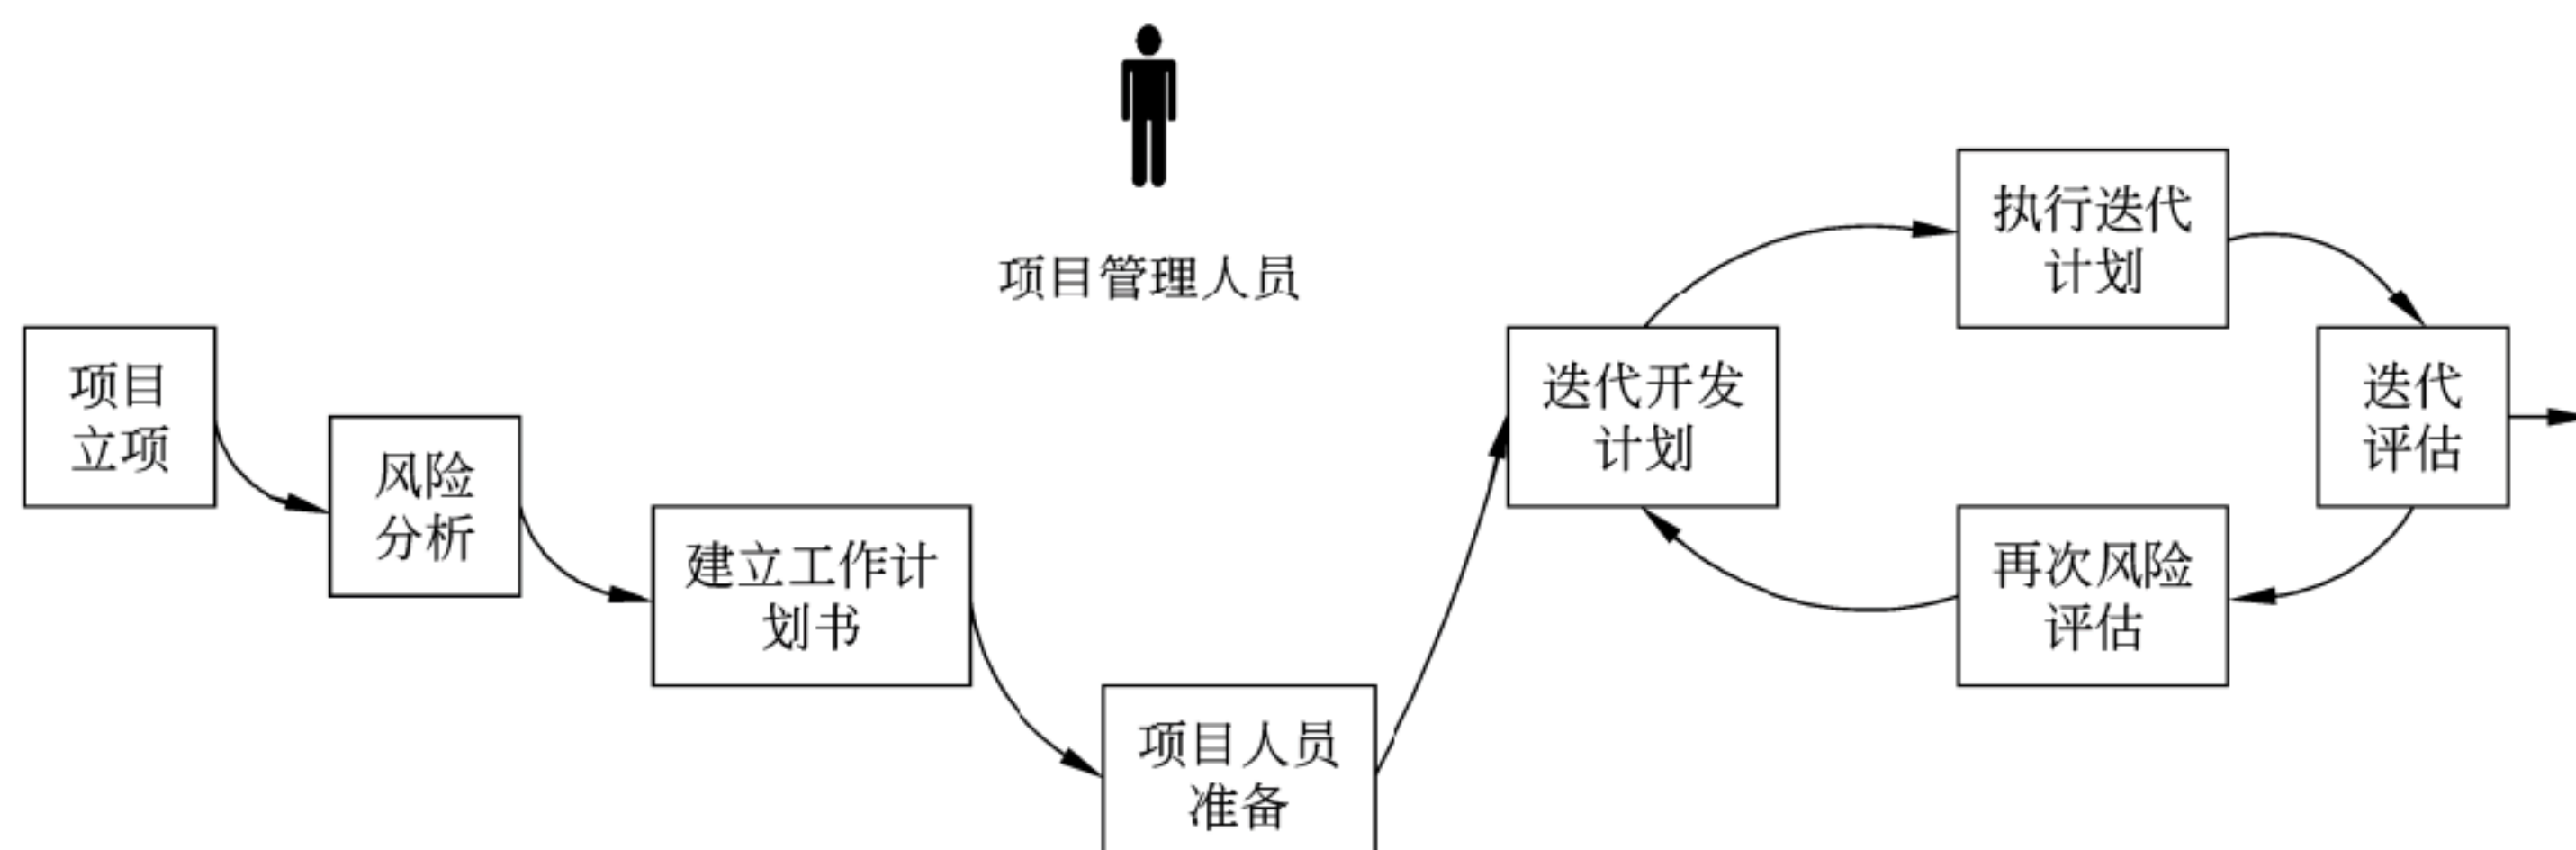 项目管理人员
项目
立项
风险
分析
建立工作计
划书
项目人员
准备
迭代开发
计划
执行迭代
计划
迭代
评估
再次风险
评估